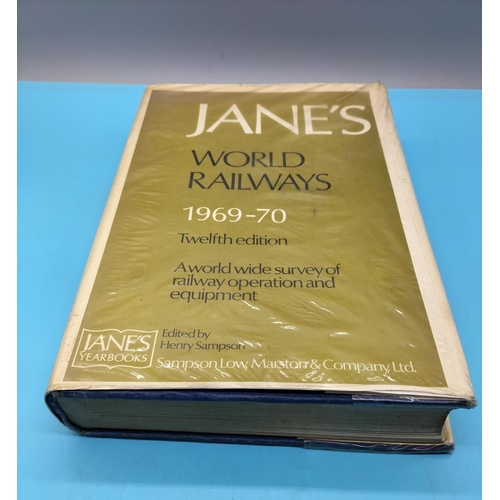 JANE'S
WORLD
RAILWAYS
1969-70
Twelfth edition
A world wide survey of
railway operation and
equipment
JANE'S
YEARBOOKS
Edited by
Henry Sampson
Sampson Low, Marston & Company, Ltd.